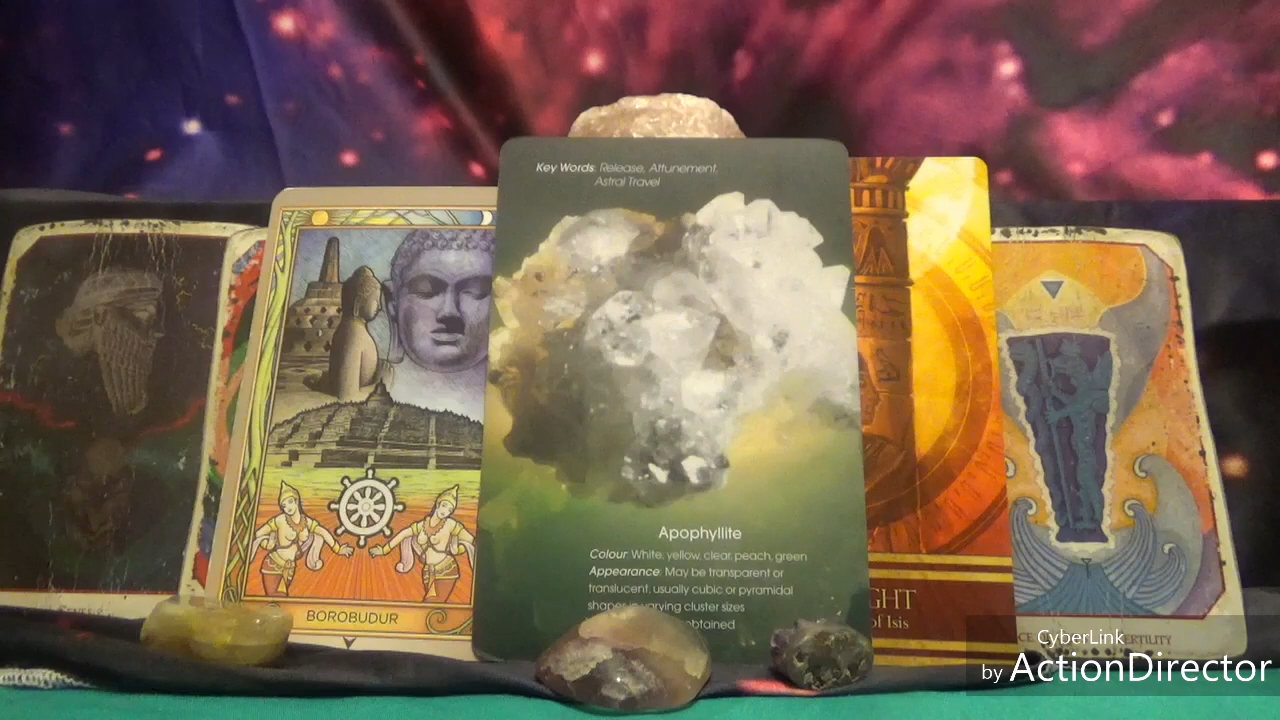 Key Words: Release, Attunement,
Astral Travel
Apophyllite
Colour: White, yellow, clear, peach, green
Appearance: May be transparent or
translucent, usually cubic or pyramidal
shapes in varying cluster sizes
obtained
BOROBUDUR
GHT
of Isis
CE
FERTILITY
CyberLink
by ActionDirector